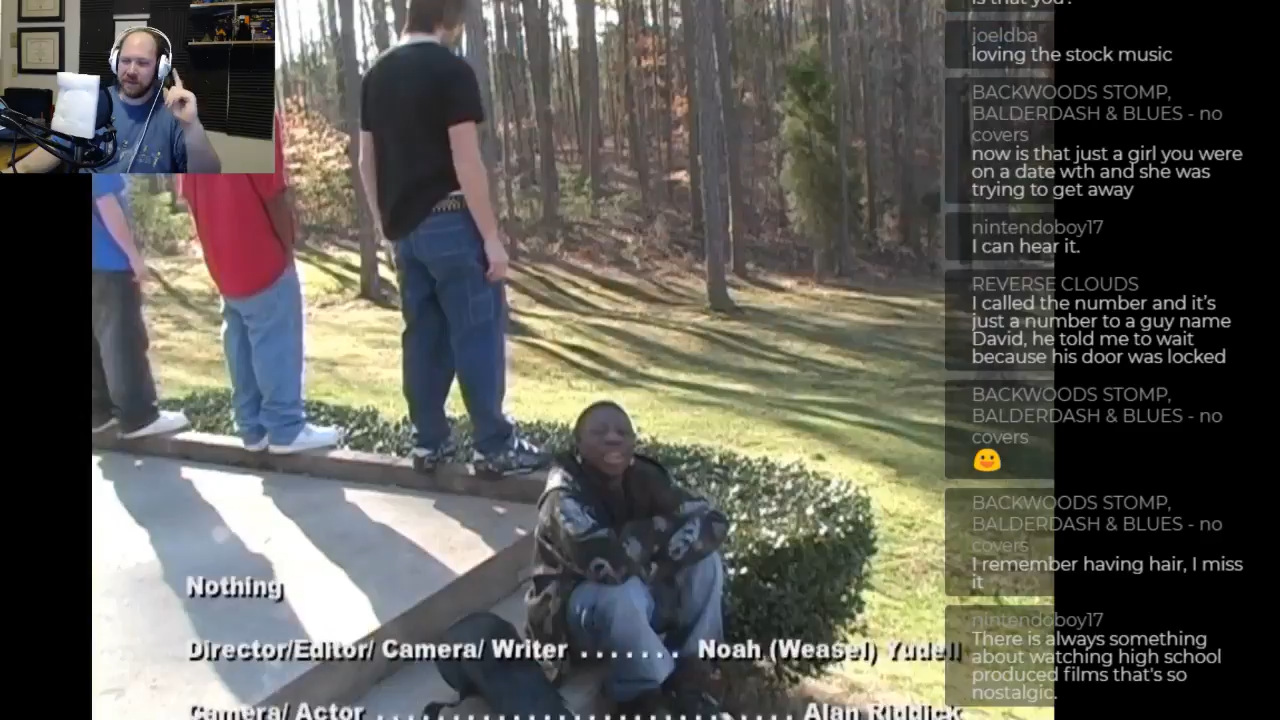 is that you?
joeldba
loving the stock music
BACKWOODS STOMP,
BALDERDASH & BLUES - no
covers
now is that just a girl you were
on a date wth and she was
trying to get away
nintendoboy17
I can hear it.
REVERSE CLOUDS
I called the number and it's
just a number to a guy name
David, he told me to wait
because his door was locked
BACKWOODS STOMP,
BALDERDASH & BLUES - no
covers
😀
BACKWOODS STOMP,
BALDERDASH & BLUES - no
covers
I remember having hair, I miss
it
nintendoboy17
There is always something
about watching high school
produced films that's so
nostalgic.
Nothing
Director/Editor/ Camera/ Writer ....... Noah (Weasel) Yudell
Camera/ Actor .............................. Alan Riddick